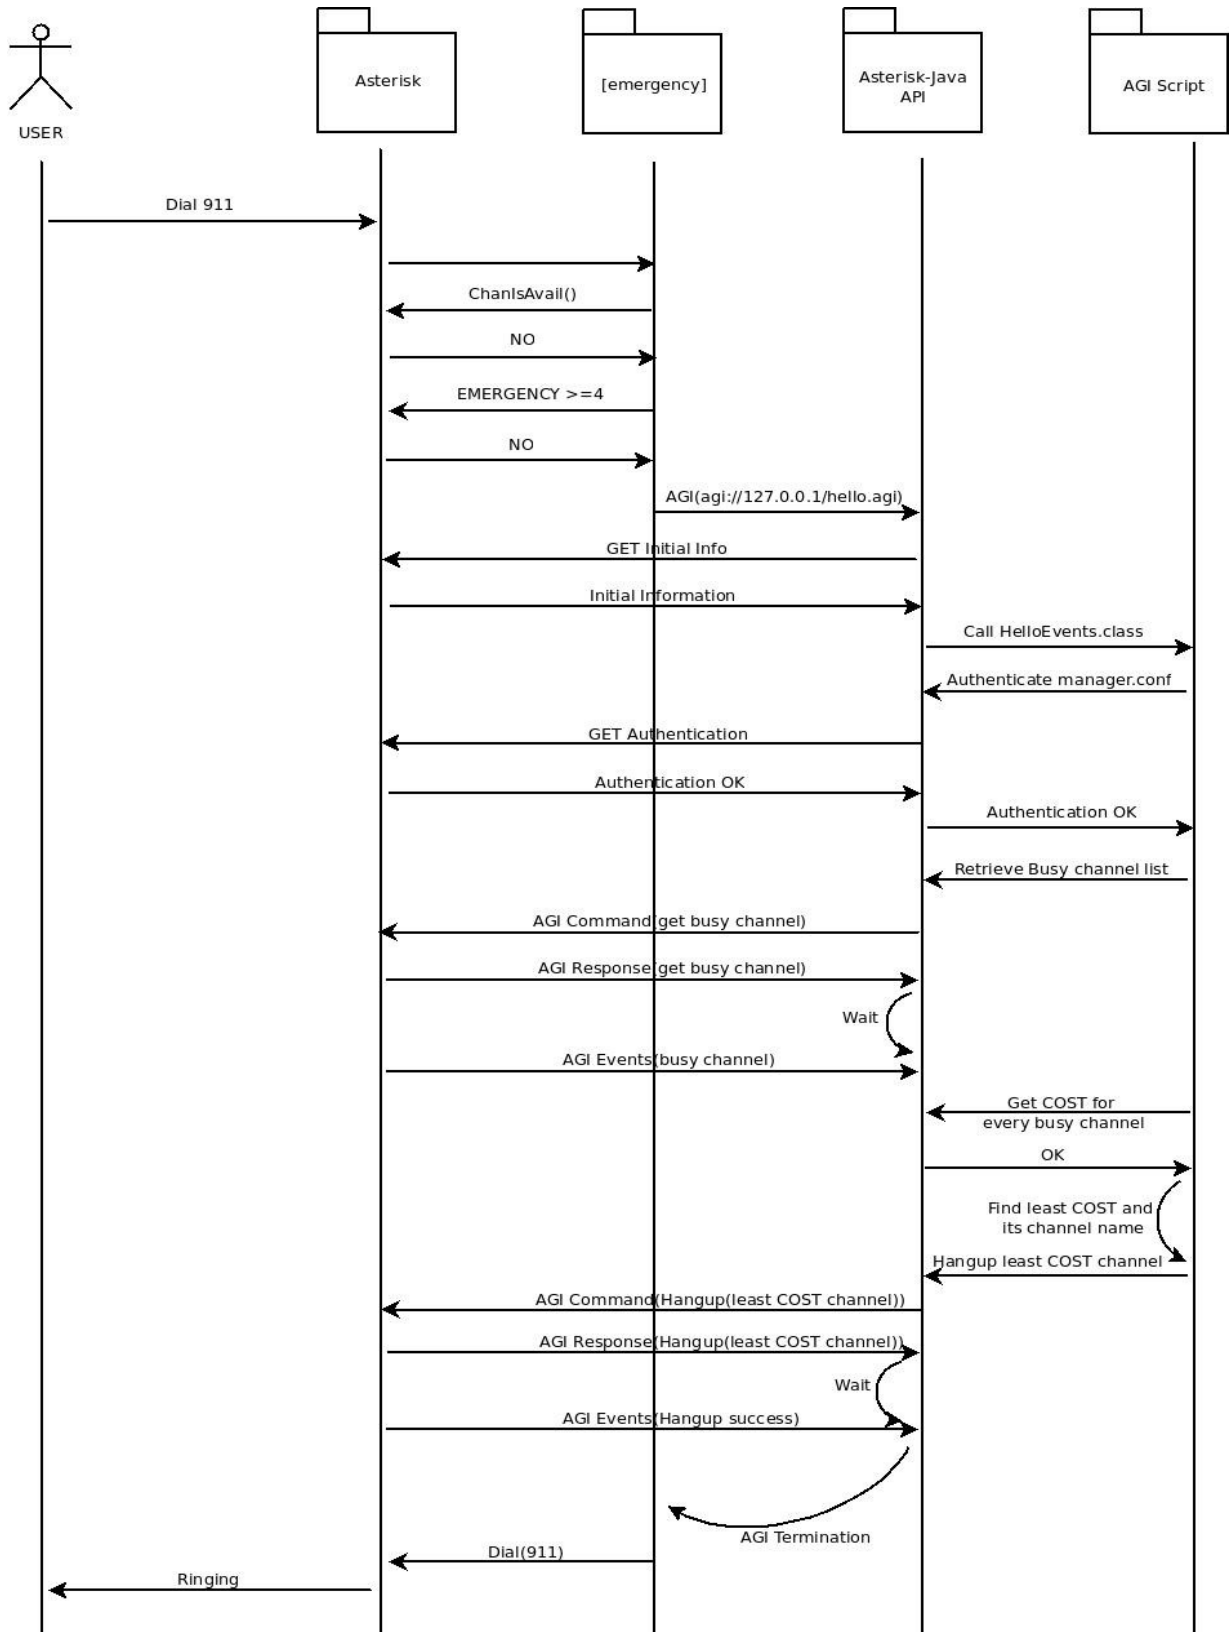 USER
Asterisk
[emergency]
Asterisk-Java
API
AGI Script
Dial 911
ChanIsAvail()
NO
EMERGENCY >=4
NO
AGI(agi://127.0.0.1/hello.agi)
GET Initial Info
Initial Information
Call HelloEvents.class
Authenticate manager.conf
GET Authentication
Authentication OK
Authentication OK
Retrieve Busy channel list
AGI Command(get busy channel)
AGI Response(get busy channel)
Wait
AGI Events(busy channel)
Get COST for
every busy channel
OK
Find least COST and
its channel name
Hangup least COST channel
AGI Command(Hangup(least COST channel))
AGI Response(Hangup(least COST channel))
Wait
AGI Events(Hangup success)
AGI Termination
Dial(911)
Ringing